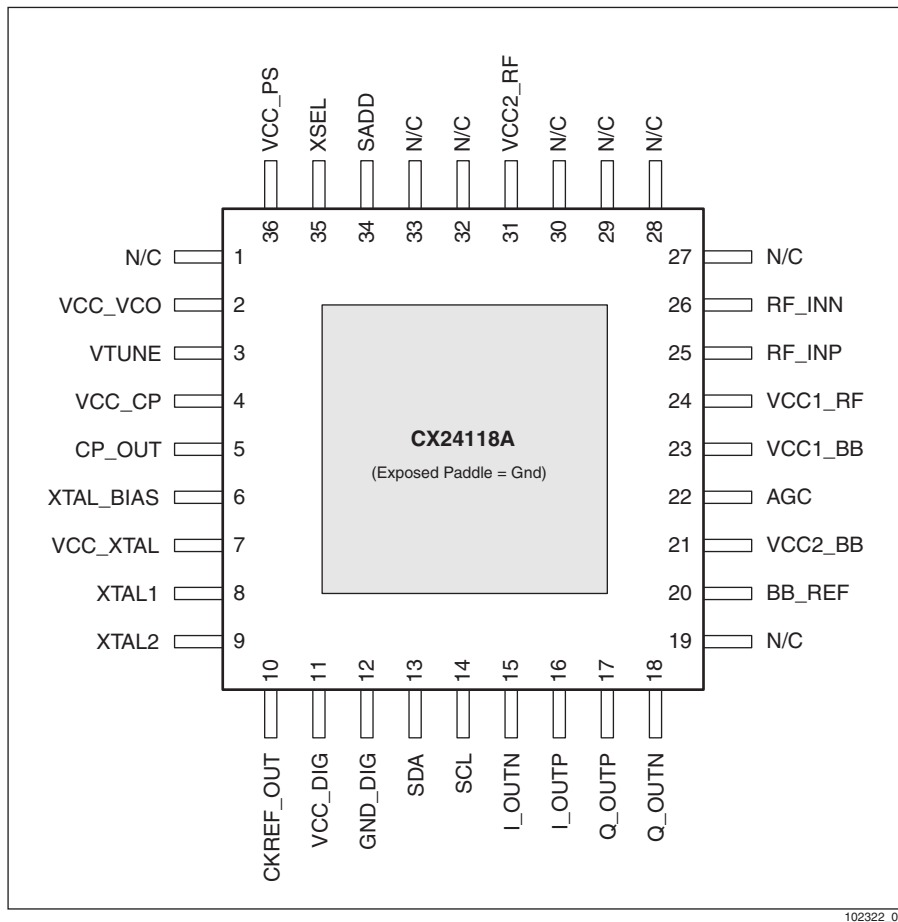 VCC_PS
XSEL
SADD
N/C
N/C
VCC2_RF
N/C
N/C
N/C
36
35
34
33
32
31
30
29
28
N/C 1
VCC_VCO 2
VTUNE 3
VCC_CP 4
CP_OUT 5
XTAL_BIAS 6
VCC_XTAL 7
XTAL1 8
XTAL2 9
CX24118A
(Exposed Paddle = Gnd)
27 N/C
26 RF_INN
25 RF_INP
24 VCC1_RF
23 VCC1_BB
22 AGC
21 VCC2_BB
20 BB_REF
19 N/C
10
11
12
13
14
15
16
17
18
CKREF_OUT
VCC_DIG
GND_DIG
SDA
SCL
I_OUTN
I_OUTP
Q_OUTP
Q_OUTN